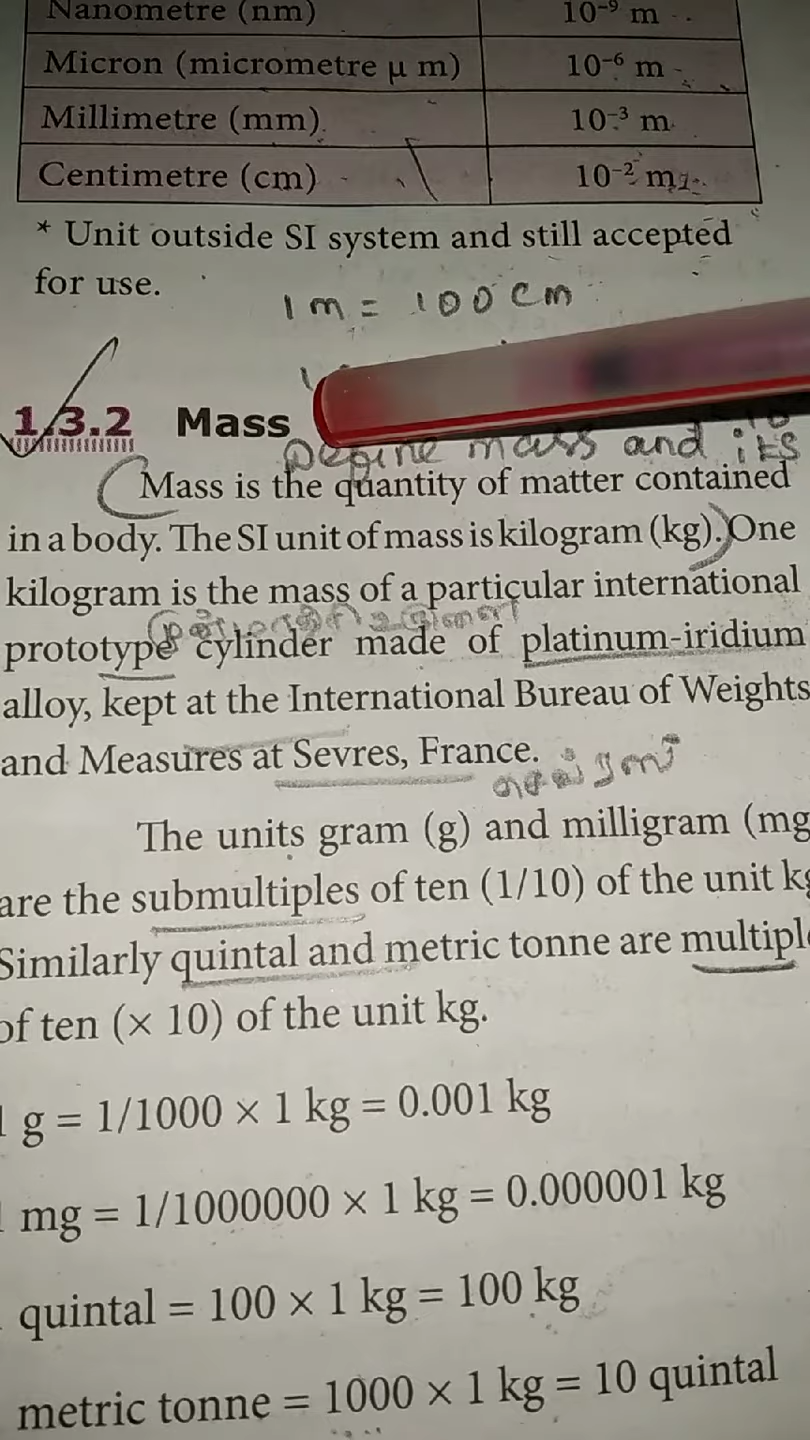 Nanometre (nm) 10⁻⁹ m
Micron (micrometre μ m) 10⁻⁶ m
Millimetre (mm) 10⁻³ m
Centimetre (cm) 10⁻² m
* Unit outside SI system and still accepted
for use.
1 m = 100 cm
1.3.2 Mass
Define mass and its
Mass is the quantity of matter contained
in a body. The SI unit of mass is kilogram (kg). One
kilogram is the mass of a particular international
prototype cylinder made of platinum-iridium
alloy, kept at the International Bureau of Weights
and Measures at Sevres, France.
The units gram (g) and milligram (mg
are the submultiples of ten (1/10) of the unit kg
Similarly quintal and metric tonne are multiple
of ten (× 10) of the unit kg.
1 g = 1/1000 × 1 kg = 0.001 kg
mg = 1/1000000 × 1 kg = 0.000001 kg
quintal = 100 × 1 kg = 100 kg
metric tonne = 1000 × 1 kg = 10 quintal